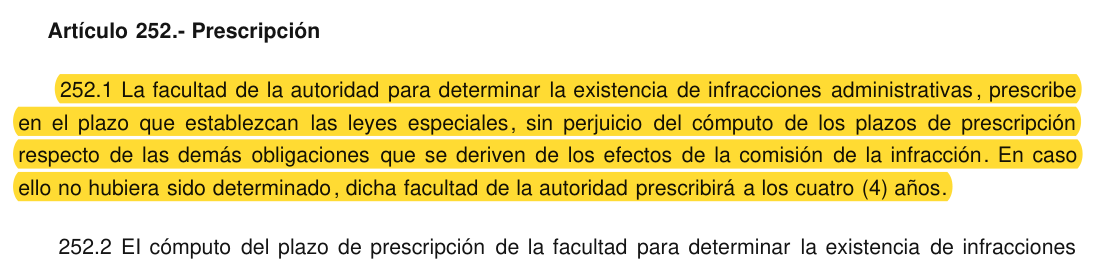 Artículo 252.- Prescripción
252.1 La facultad de la autoridad para determinar la existencia de infracciones administrativas, prescribe
en el plazo que establezcan las leyes especiales, sin perjuicio del cómputo de los plazos de prescripción
respecto de las demás obligaciones que se deriven de los efectos de la comisión de la infracción. En caso
ello no hubiera sido determinado, dicha facultad de la autoridad prescribirá a los cuatro (4) años.
252.2 El cómputo del plazo de prescripción de la facultad para determinar la existencia de infracciones